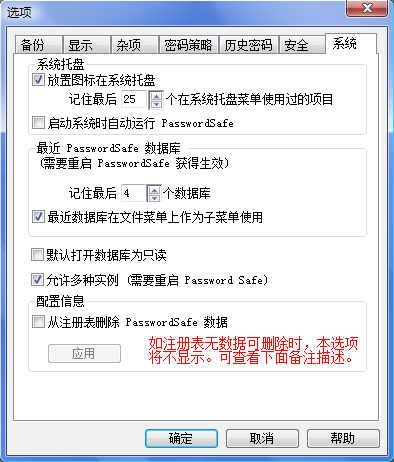 选项
备份 显示 杂项 密码策略 历史密码 安全 系统
系统托盘
放置图标在系统托盘
记住最后 25 个在系统托盘菜单使用过的项目
启动系统时自动运行 PasswordSafe
最近 PasswordSafe 数据库
(需要重启 PasswordSafe 获得生效)
记住最后 4 个数据库
最近数据库在文件菜单上作为子菜单使用
默认打开数据库为只读
允许多种实例 (需要重启 Password Safe)
配置信息
从注册表删除 PasswordSafe 数据
应用
如注册表无数据可删除时，本选项
将不显示。可查看下面备注描述。
确定 取消 帮助